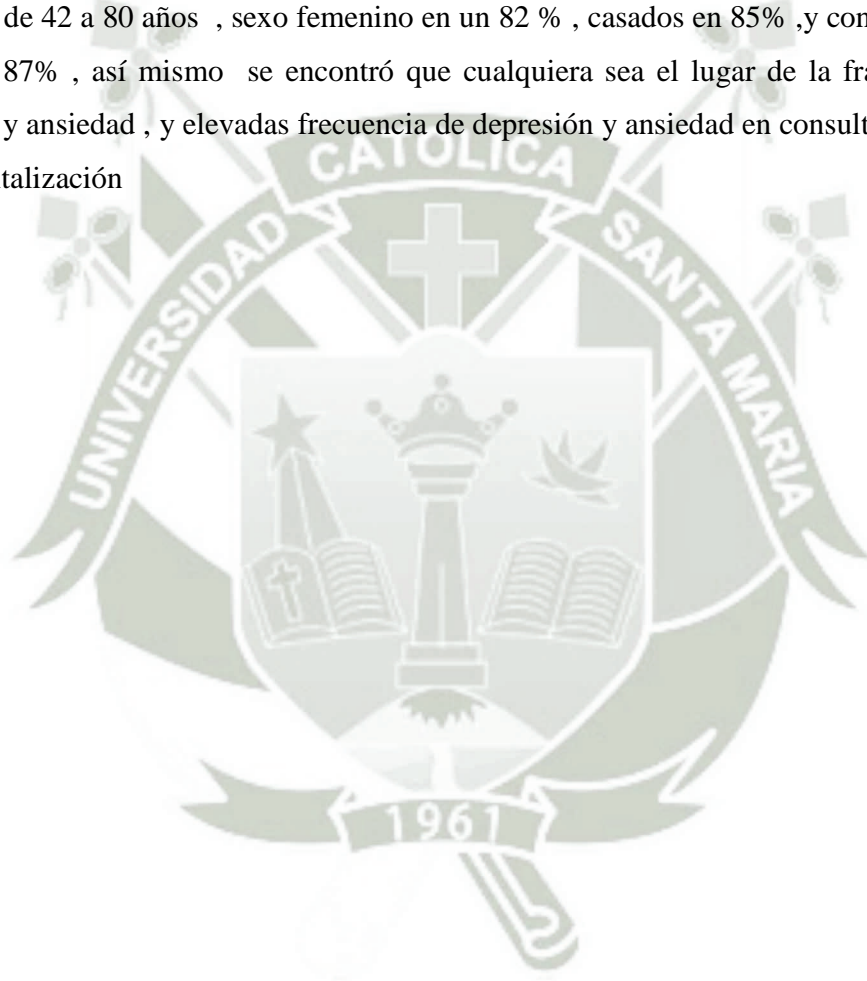 de 42 a 80 años , sexo femenino en un 82 % , casados en 85% ,y con
87% , así mismo se encontró que cualquiera sea el lugar de la fra
y ansiedad , y elevadas frecuencia de depresión y ansiedad en consult
talización
UNIVERSIDAD CATOLICA SANTA MARIA
1961